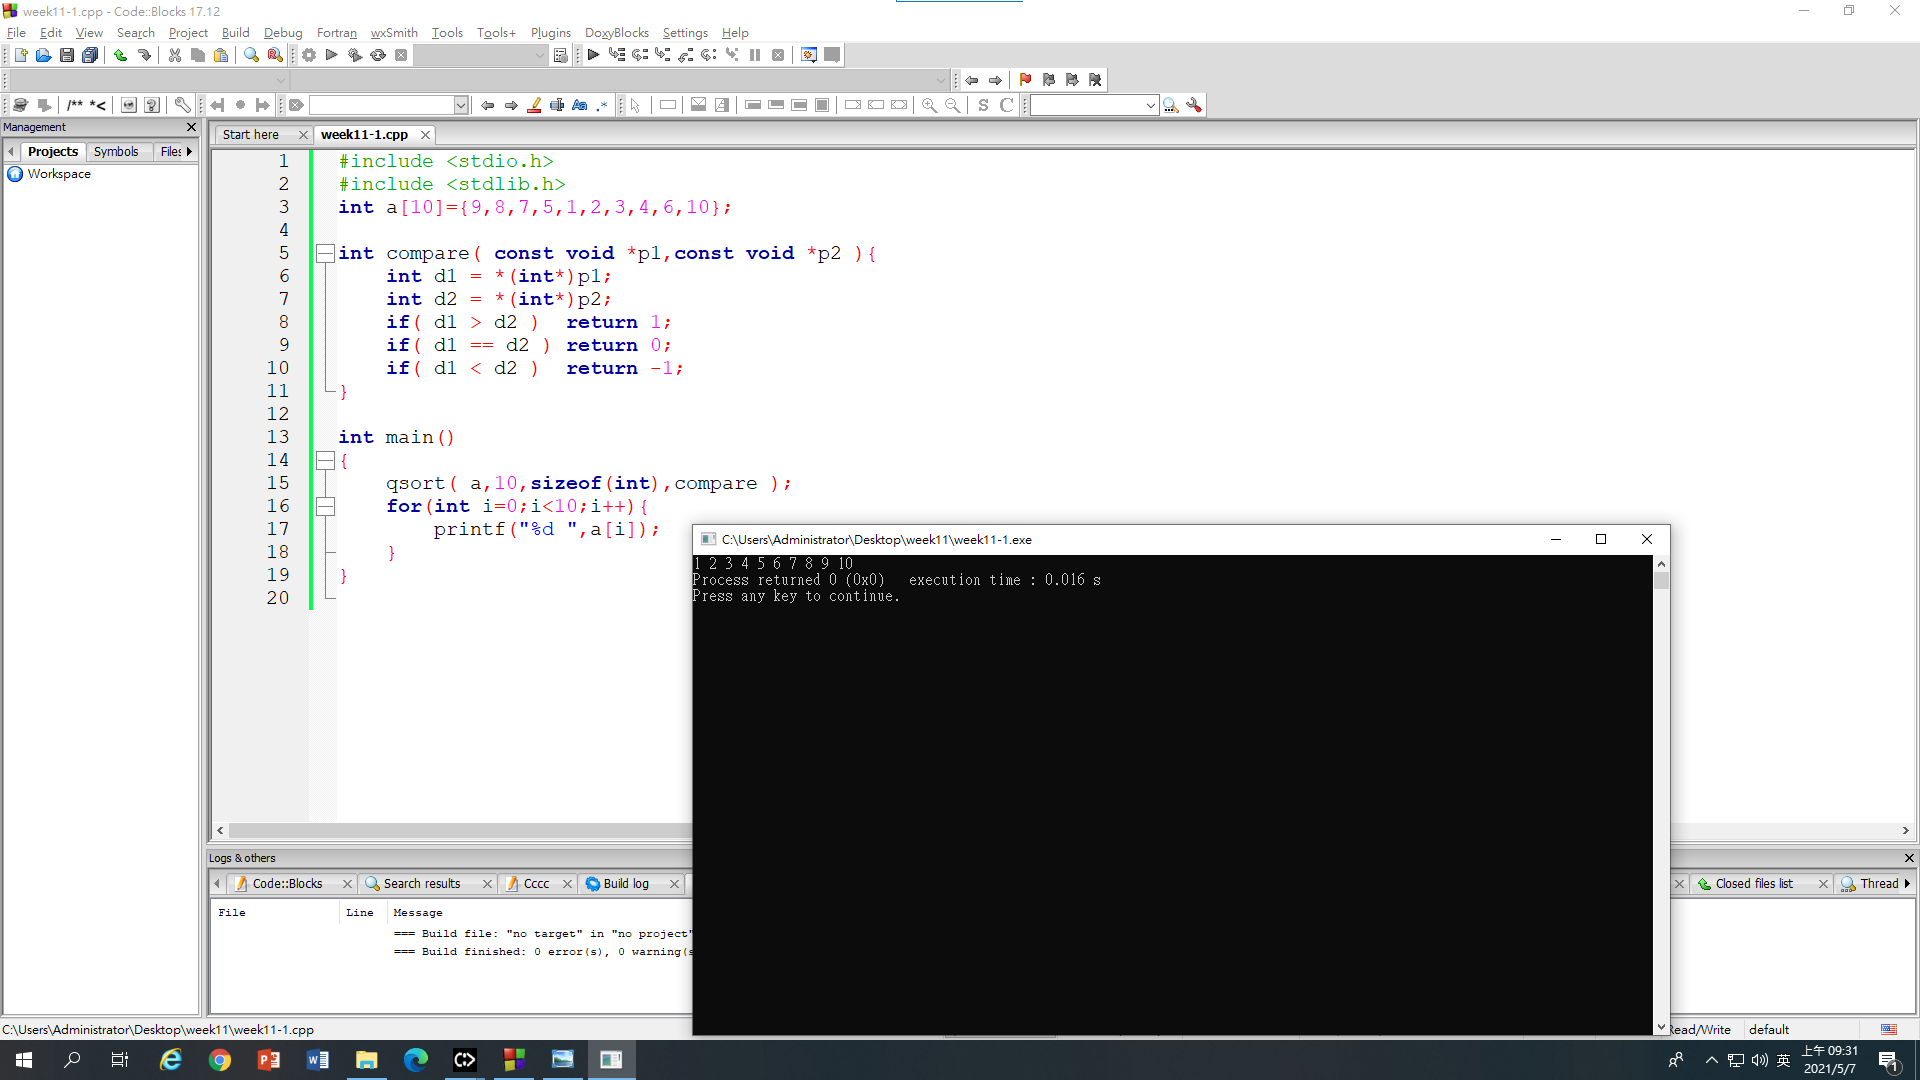 week11-1.cpp - Code::Blocks 17.12
File Edit View Search Project Build Debug Fortran wxSmith Tools Tools+ Plugins DoxyBlocks Settings Help
/** *<
S C
Management
Projects Symbols Files
Workspace
Start here week11-1.cpp
1 #include <stdio.h>
2 #include <stdlib.h>
3 int a[10]={9,8,7,5,1,2,3,4,6,10};
4
5 int compare( const void *p1,const void *p2 ){
6 int d1 = *(int*)p1;
7 int d2 = *(int*)p2;
8 if( d1 > d2 )  return 1;
9 if( d1 == d2 ) return 0;
10 if( d1 < d2 )  return -1;
11 }
12
13 int main()
14 {
15 qsort( a,10,sizeof(int),compare );
16 for(int i=0;i<10;i++){
17 printf("%d ",a[i]);
18 }
19 }
20
C:\Users\Administrator\Desktop\week11\week11-1.exe
1 2 3 4 5 6 7 8 9 10
Process returned 0 (0x0)   execution time : 0.016 s
Press any key to continue.
Logs & others
Code::Blocks Search results Cccc Build log Closed files list Thread
File Line Message
=== Build file: "no target" in "no project"
=== Build finished: 0 error(s), 0 warning(s
C:\Users\Administrator\Desktop\week11\week11-1.cpp Read/Write default
英 上午 09:31
2021/5/7
1